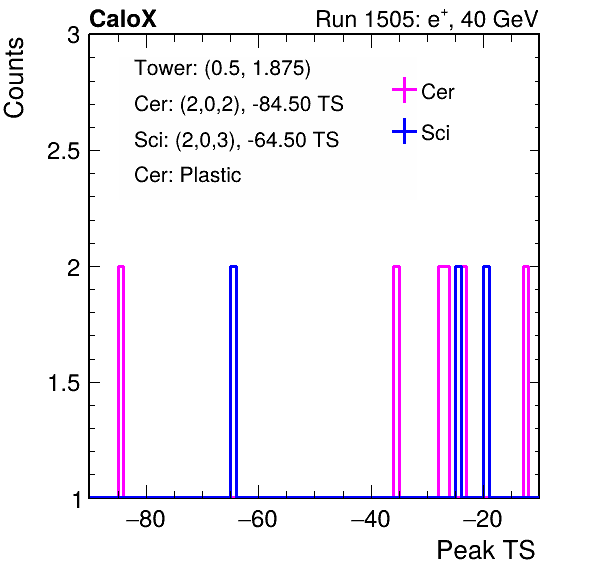 CaloX
Run 1505: e+, 40 GeV
Counts
3
2.5
2
1.5
1
Tower: (0.5, 1.875)
Cer: (2,0,2), -84.50 TS
Sci: (2,0,3), -64.50 TS
Cer: Plastic
Cer
Sci
−80
−60
−40
−20
Peak TS